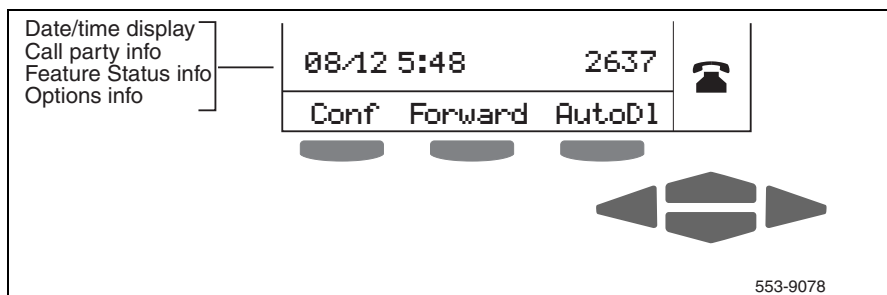 Date/time display
Call party info
Feature Status info
Options info
08/12 5:48 2637
Conf Forward AutoDl
553-9078